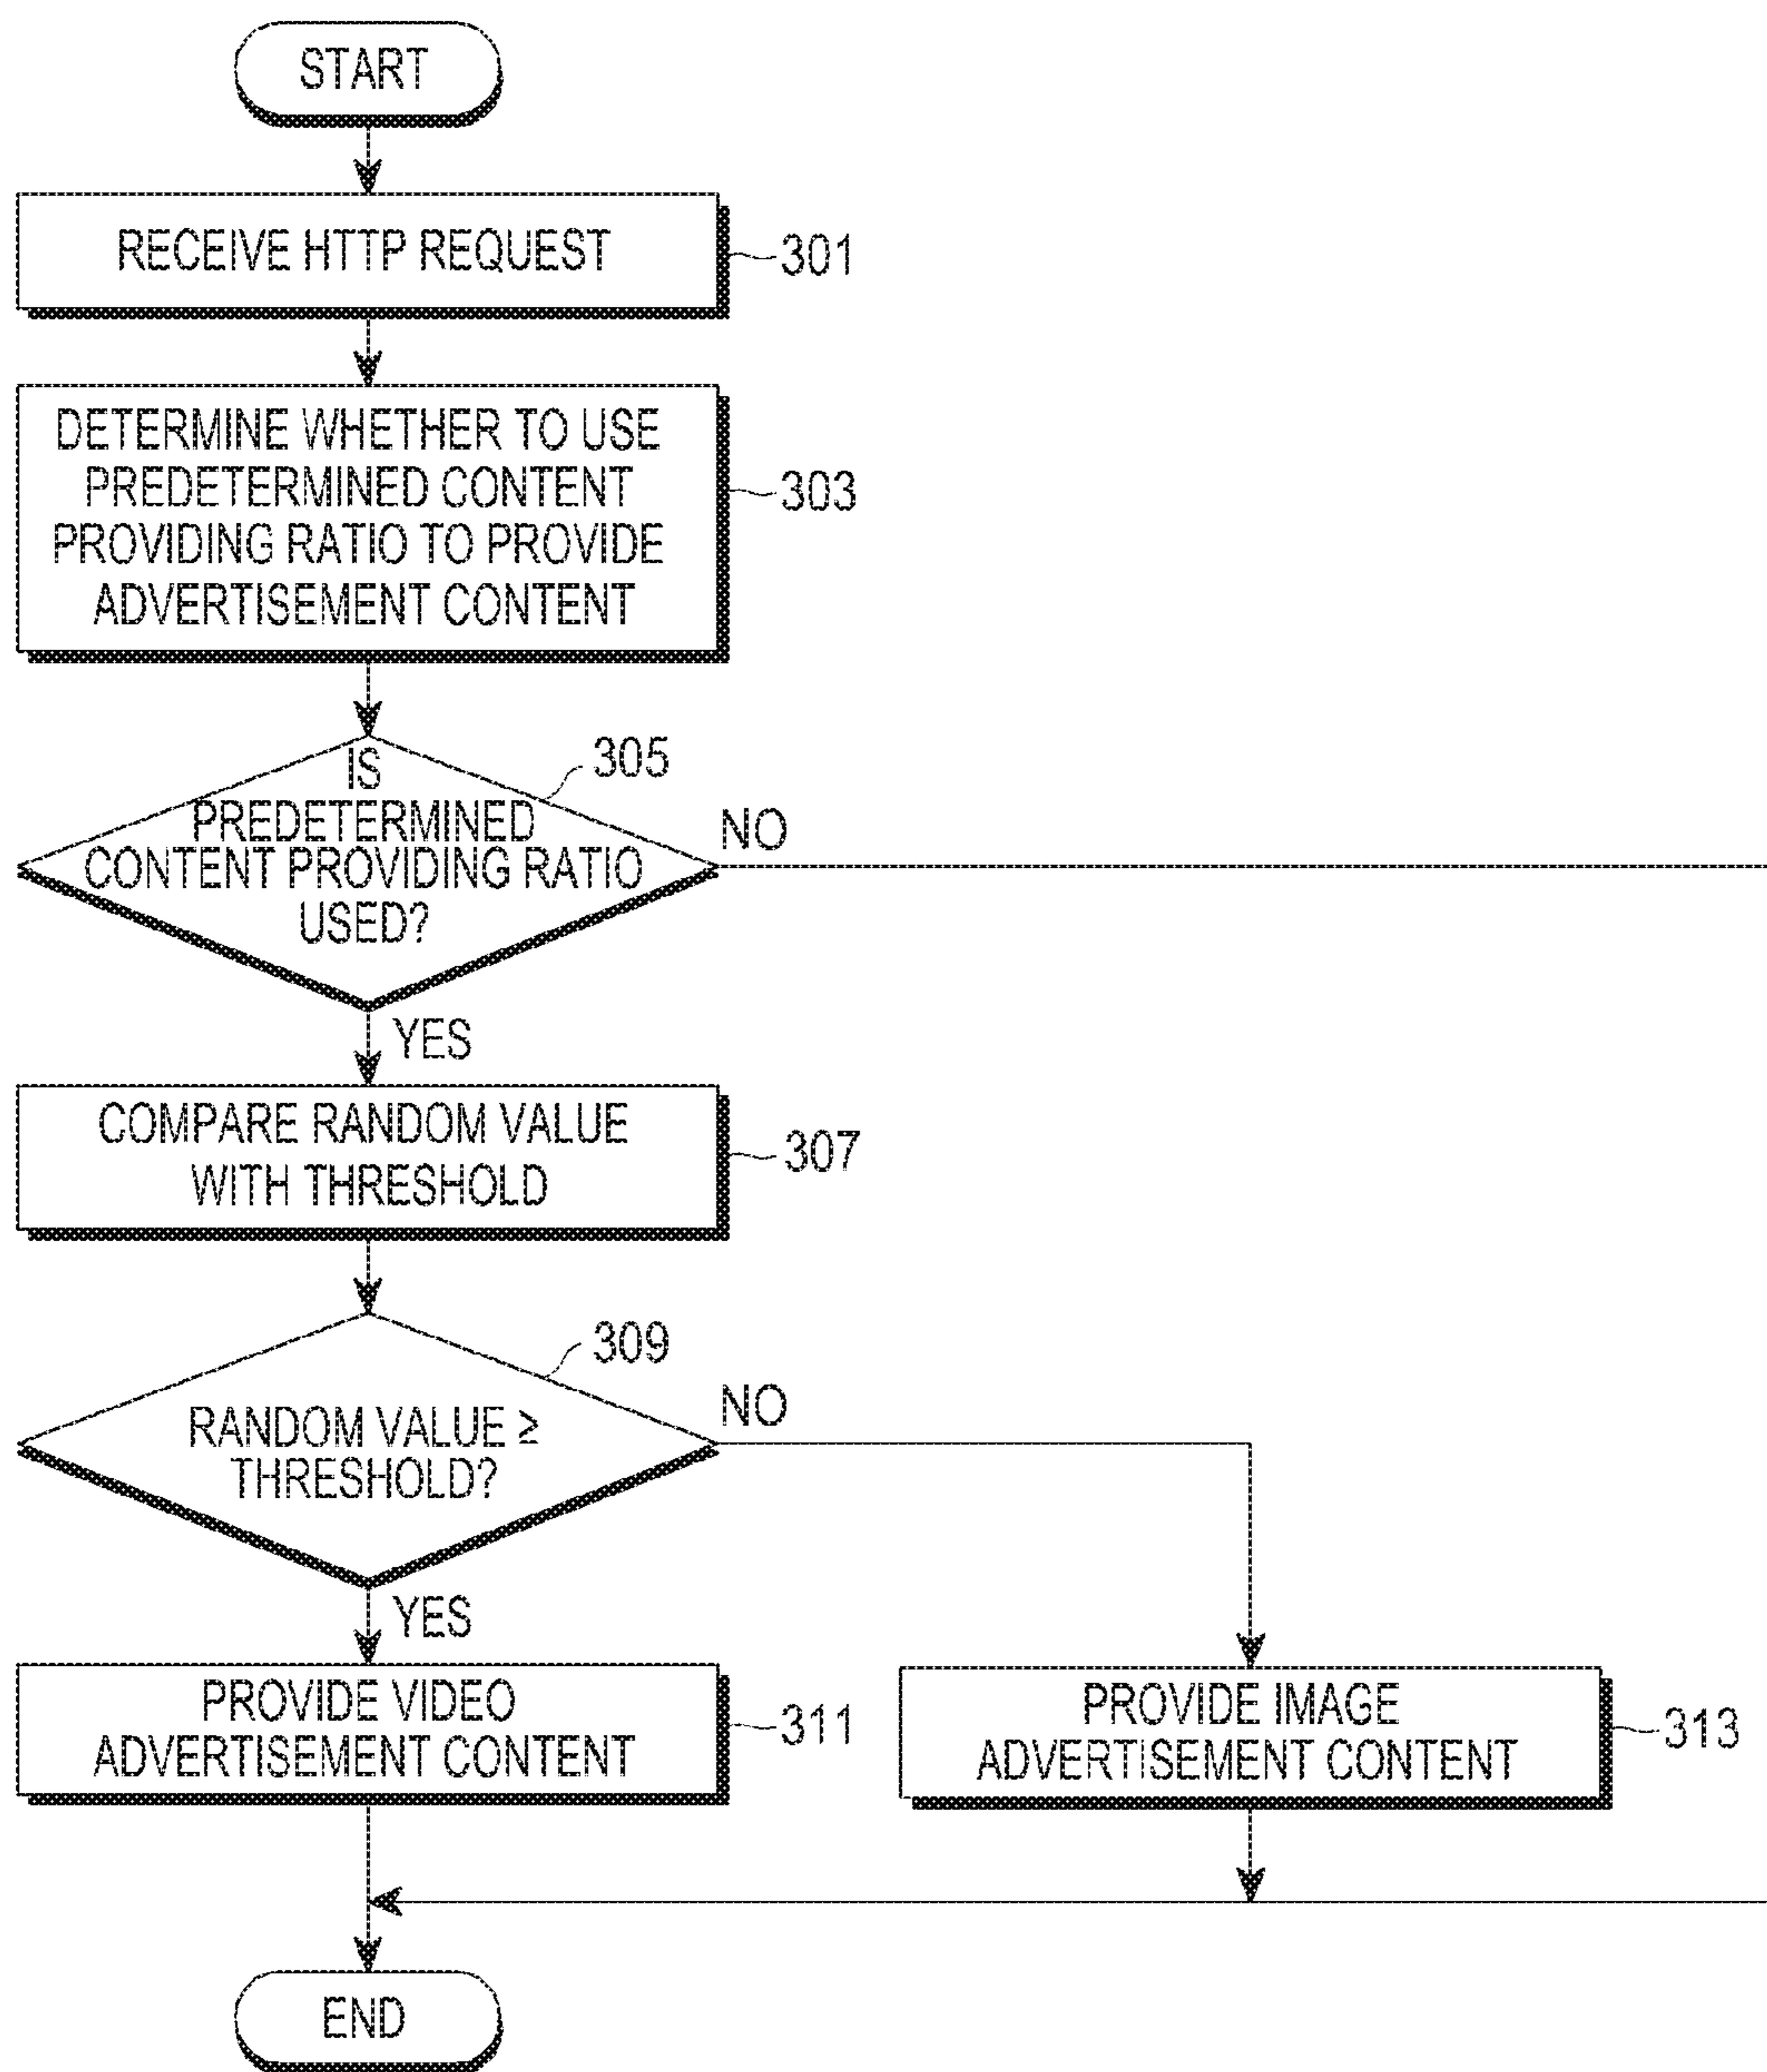 START
RECEIVE HTTP REQUEST
301
DETERMINE WHETHER TO USE
PREDETERMINED CONTENT
PROVIDING RATIO TO PROVIDE
ADVERTISEMENT CONTENT
303
IS
PREDETERMINED
CONTENT PROVIDING RATIO
USED?
305
NO
YES
COMPARE RANDOM VALUE
WITH THRESHOLD
307
RANDOM VALUE ≥
THRESHOLD?
309
NO
YES
PROVIDE VIDEO
ADVERTISEMENT CONTENT
311
PROVIDE IMAGE
ADVERTISEMENT CONTENT
313
END